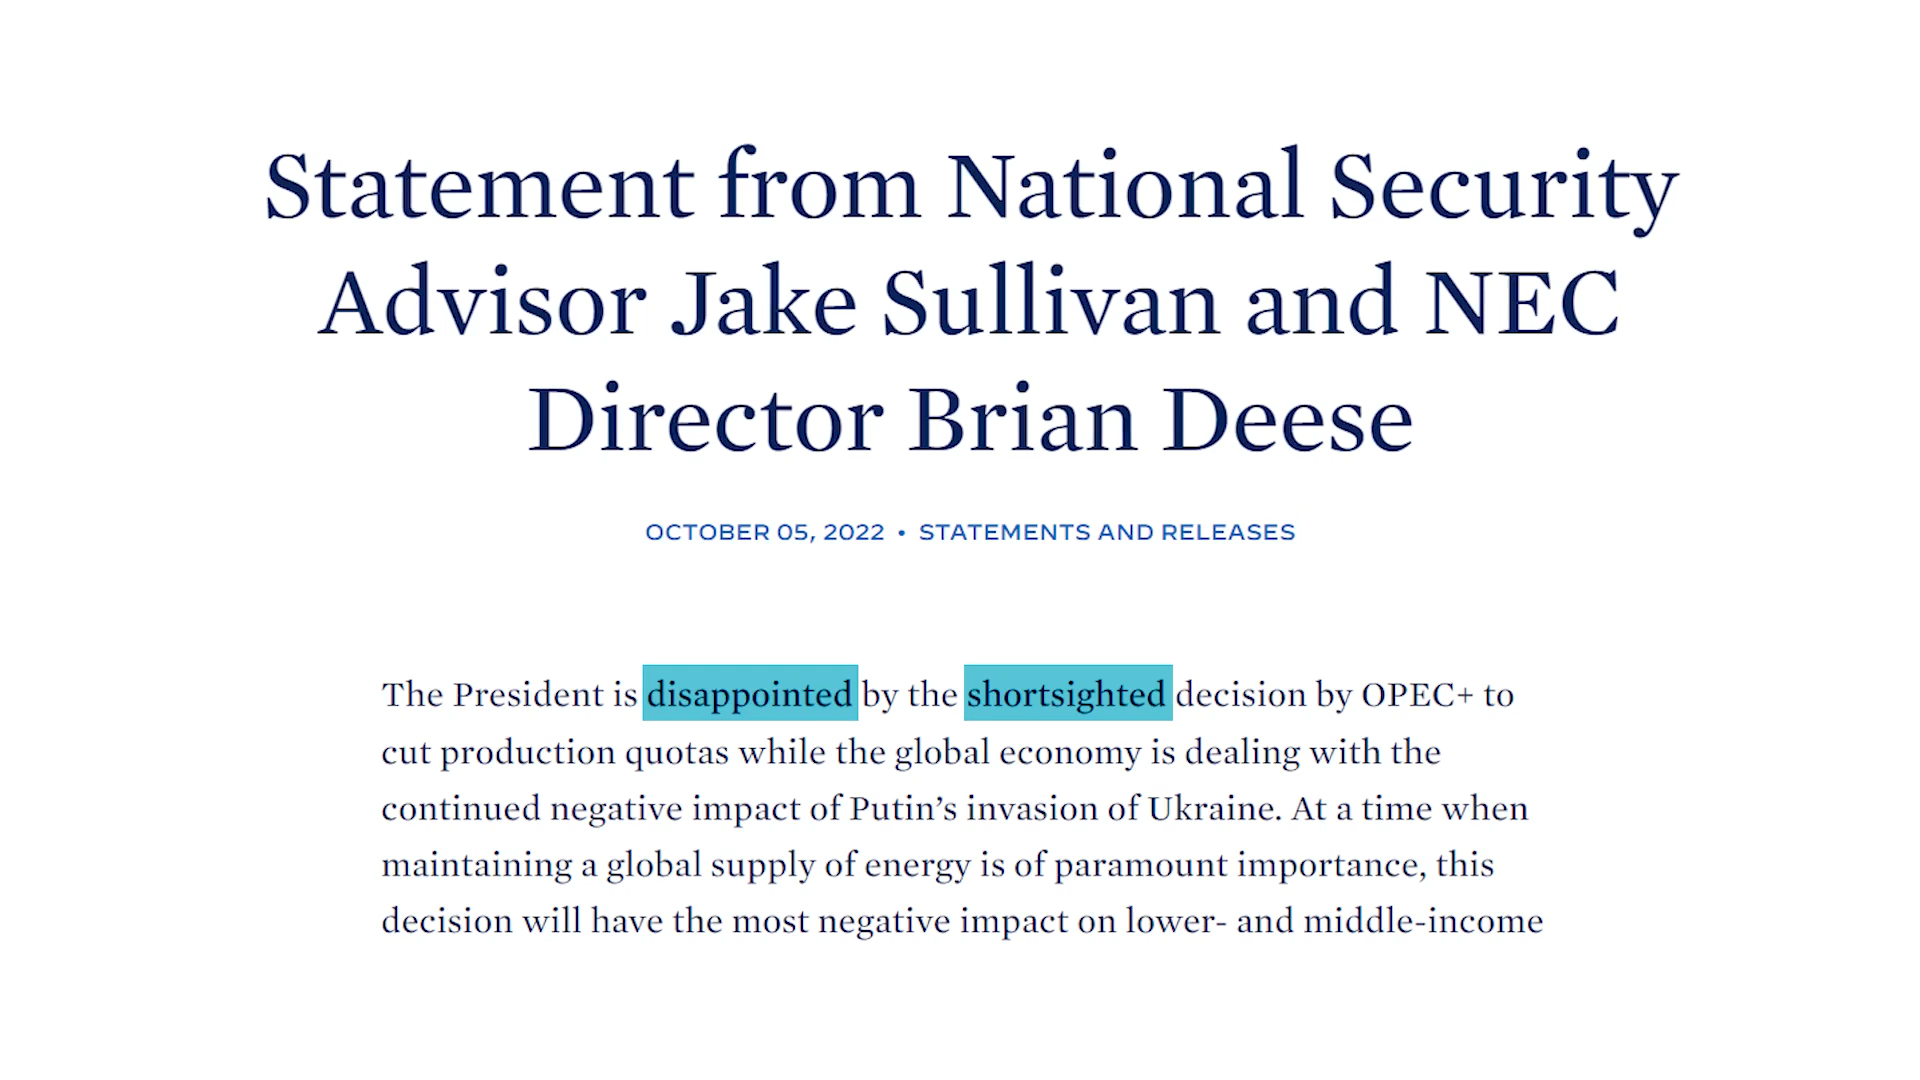 Statement from National Security
Advisor Jake Sullivan and NEC
Director Brian Deese
OCTOBER 05, 2022 • STATEMENTS AND RELEASES
The President is disappointed by the shortsighted decision by OPEC+ to
cut production quotas while the global economy is dealing with the
continued negative impact of Putin’s invasion of Ukraine. At a time when
maintaining a global supply of energy is of paramount importance, this
decision will have the most negative impact on lower- and middle-income